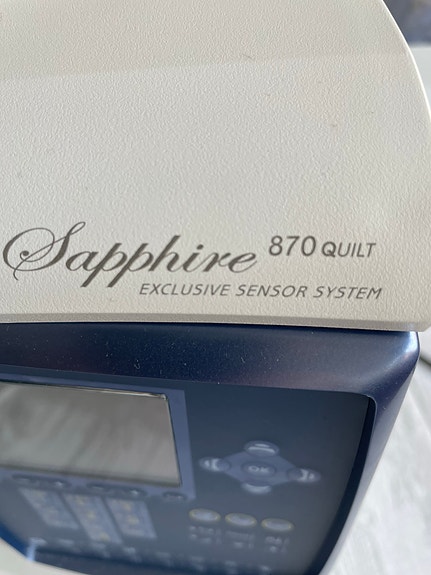 Sapphire 870 QUILT
EXCLUSIVE SENSOR SYSTEM
OK